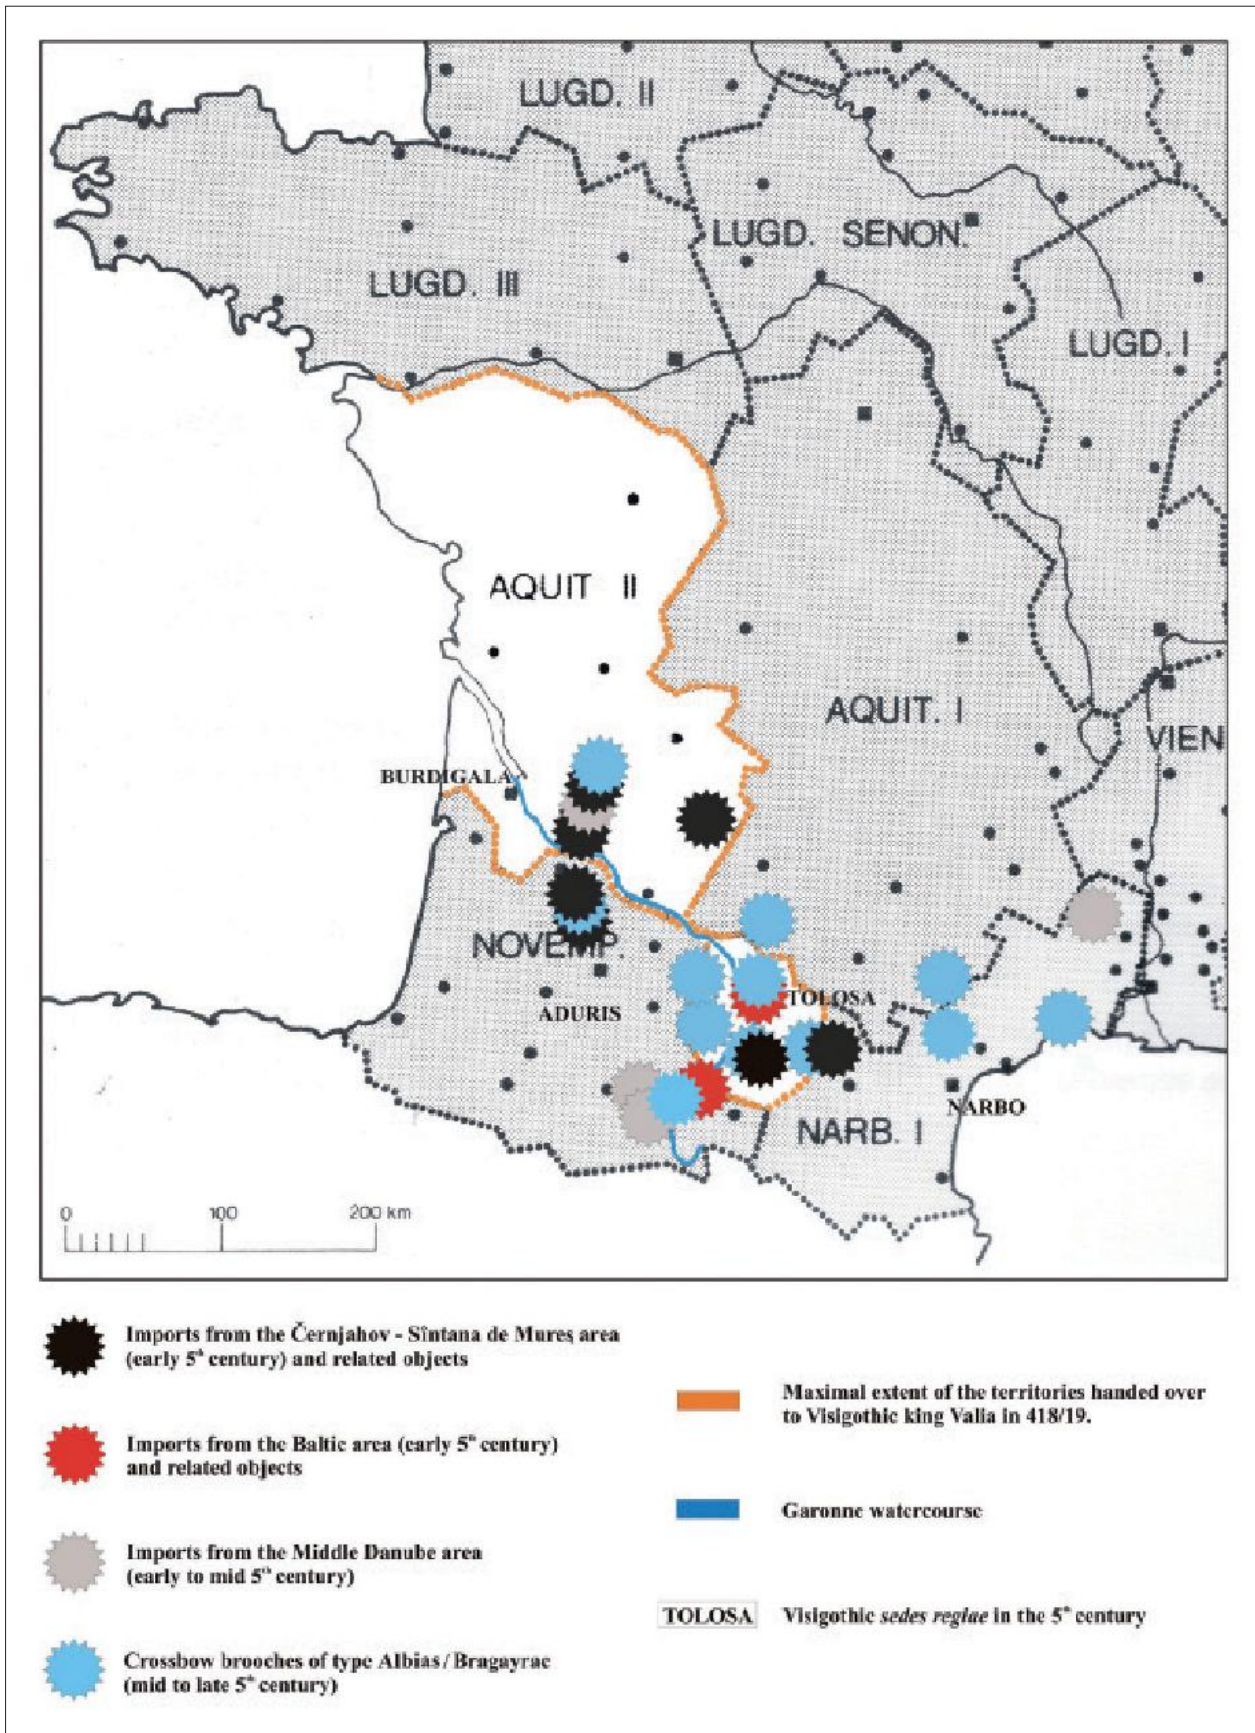 LUGD. II
LUGD. SENON.
LUGD. III
LUGD. I
AQUIT II
AQUIT. I
VIEN
BURDIGALA
NOVEMP.
TOLOSA
ADURIS
NARBO
NARB. I
0 100 200 km
Imports from the Černjahov - Sîntana de Mureş area
(early 5th century) and related objects
Imports from the Baltic area (early 5th century)
and related objects
Imports from the Middle Danube area
(early to mid 5th century)
Crossbow brooches of type Albias / Bragayrac
(mid to late 5th century)
Maximal extent of the territories handed over
to Visigothic king Valia in 418/19.
Garonne watercourse
TOLOSA Visigothic sedes regiae in the 5th century